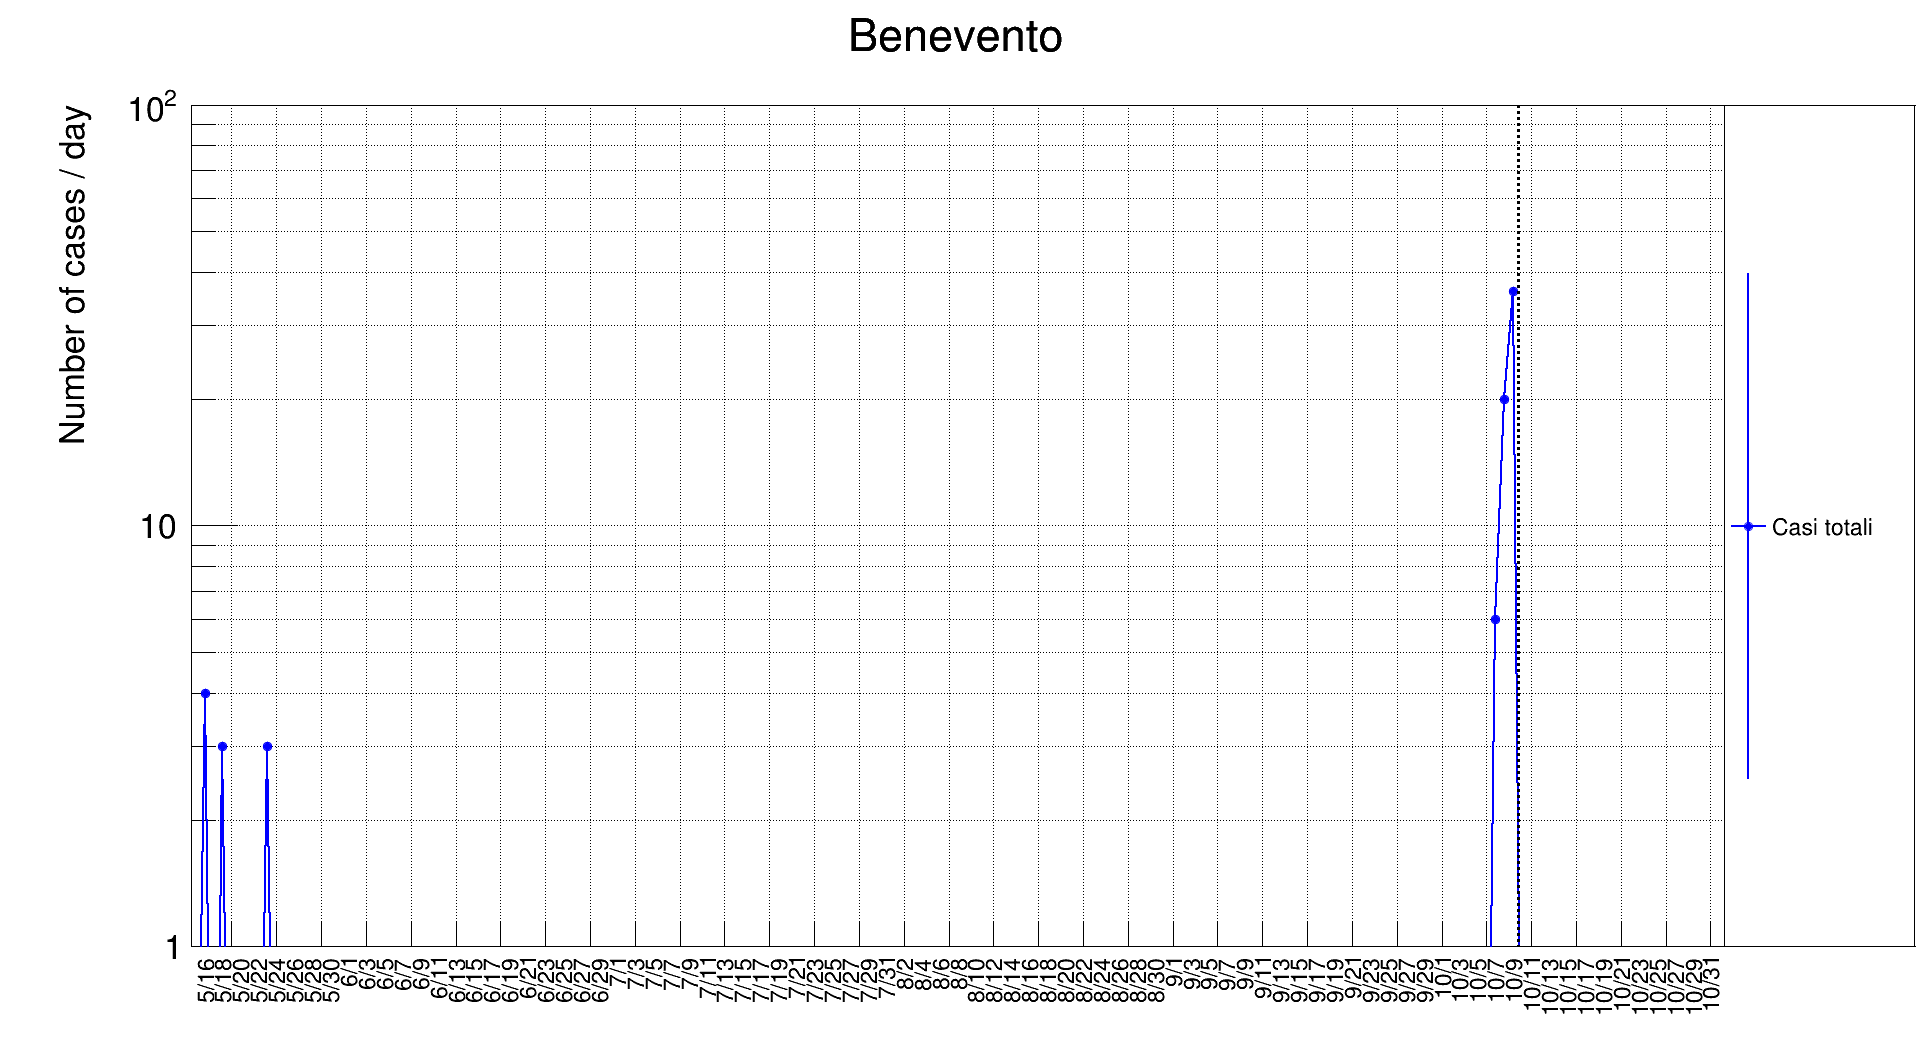 Benevento
Number of cases / day
10²
10
1
5/16 5/18 5/20 5/22 5/24 5/26 5/28 5/30 6/1 6/3 6/5 6/7 6/9 6/11 6/13 6/15 6/17 6/19 6/21 6/23 6/25 6/27 6/29 7/1 7/3 7/5 7/7 7/9 7/11 7/13 7/15 7/17 7/19 7/21 7/23 7/25 7/27 7/29 7/31 8/2 8/4 8/6 8/8 8/10 8/12 8/14 8/16 8/18 8/20 8/22 8/24 8/26 8/28 8/30 9/1 9/3 9/5 9/7 9/9 9/11 9/13 9/15 9/17 9/19 9/21 9/23 9/25 9/27 9/29 10/1 10/3 10/5 10/7 10/9 10/11 10/13 10/15 10/17 10/19 10/21 10/23 10/25 10/27 10/29 10/31
Casi totali